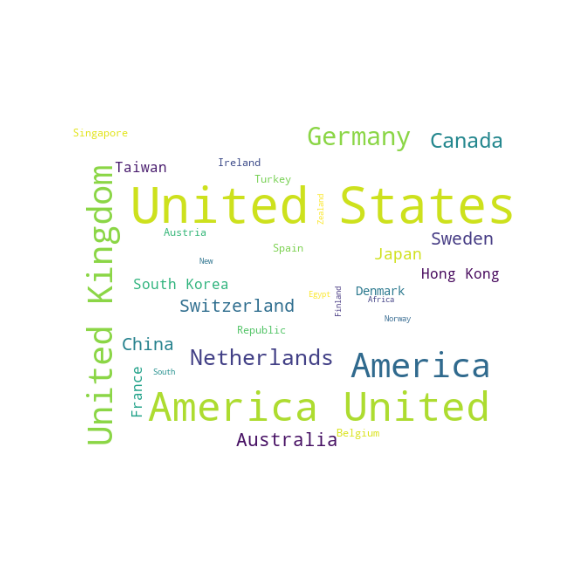 Singapore
Germany
Canada
Taiwan
Ireland
Turkey
United States
Zealand
United Kingdom
Austria
Spain
Sweden
Japan
New
Hong Kong
South Korea
Egypt
Finland
Denmark
Africa
Switzerland
Norway
Republic
China
Netherlands
America
South
France
America United
Australia
Belgium